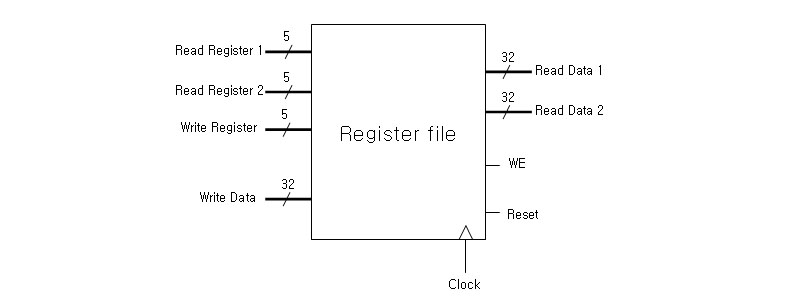 5
Read Register 1
5
Read Register 2
5
Write Register
32
Write Data
Register file
32
Read Data 1
32
Read Data 2
WE
Reset
Clock